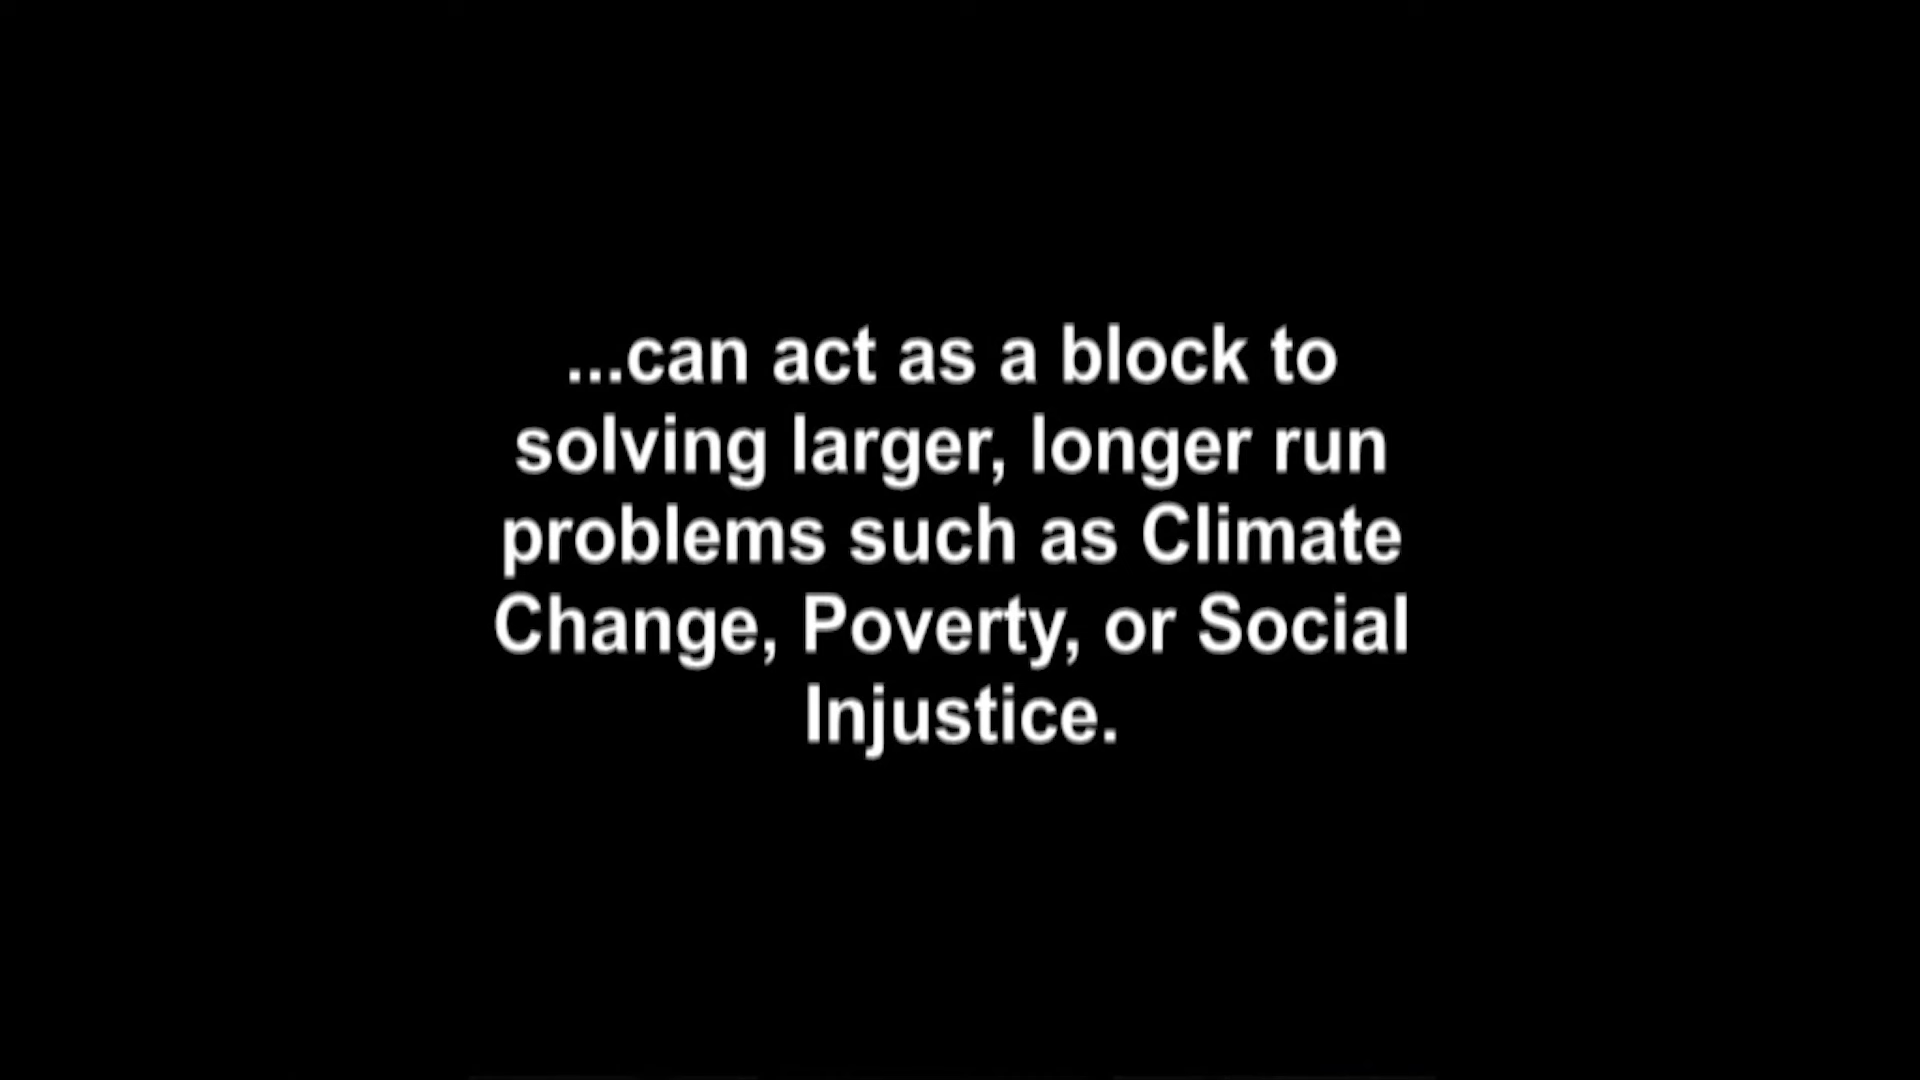 ...can act as a block to
solving larger, longer run
problems such as Climate
Change, Poverty, or Social
Injustice.